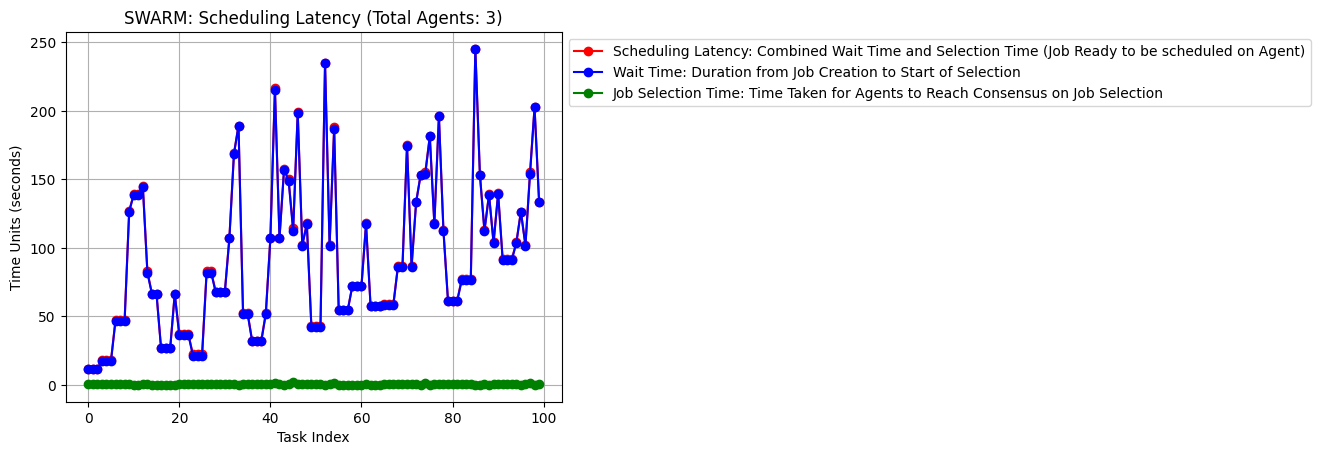 SWARM: Scheduling Latency (Total Agents: 3)
Scheduling Latency: Combined Wait Time and Selection Time (Job Ready to be scheduled on Agent)
Wait Time: Duration from Job Creation to Start of Selection
Job Selection Time: Time Taken for Agents to Reach Consensus on Job Selection
Time Units (seconds)
250
200
150
100
50
0
0 20 40 60 80 100
Task Index